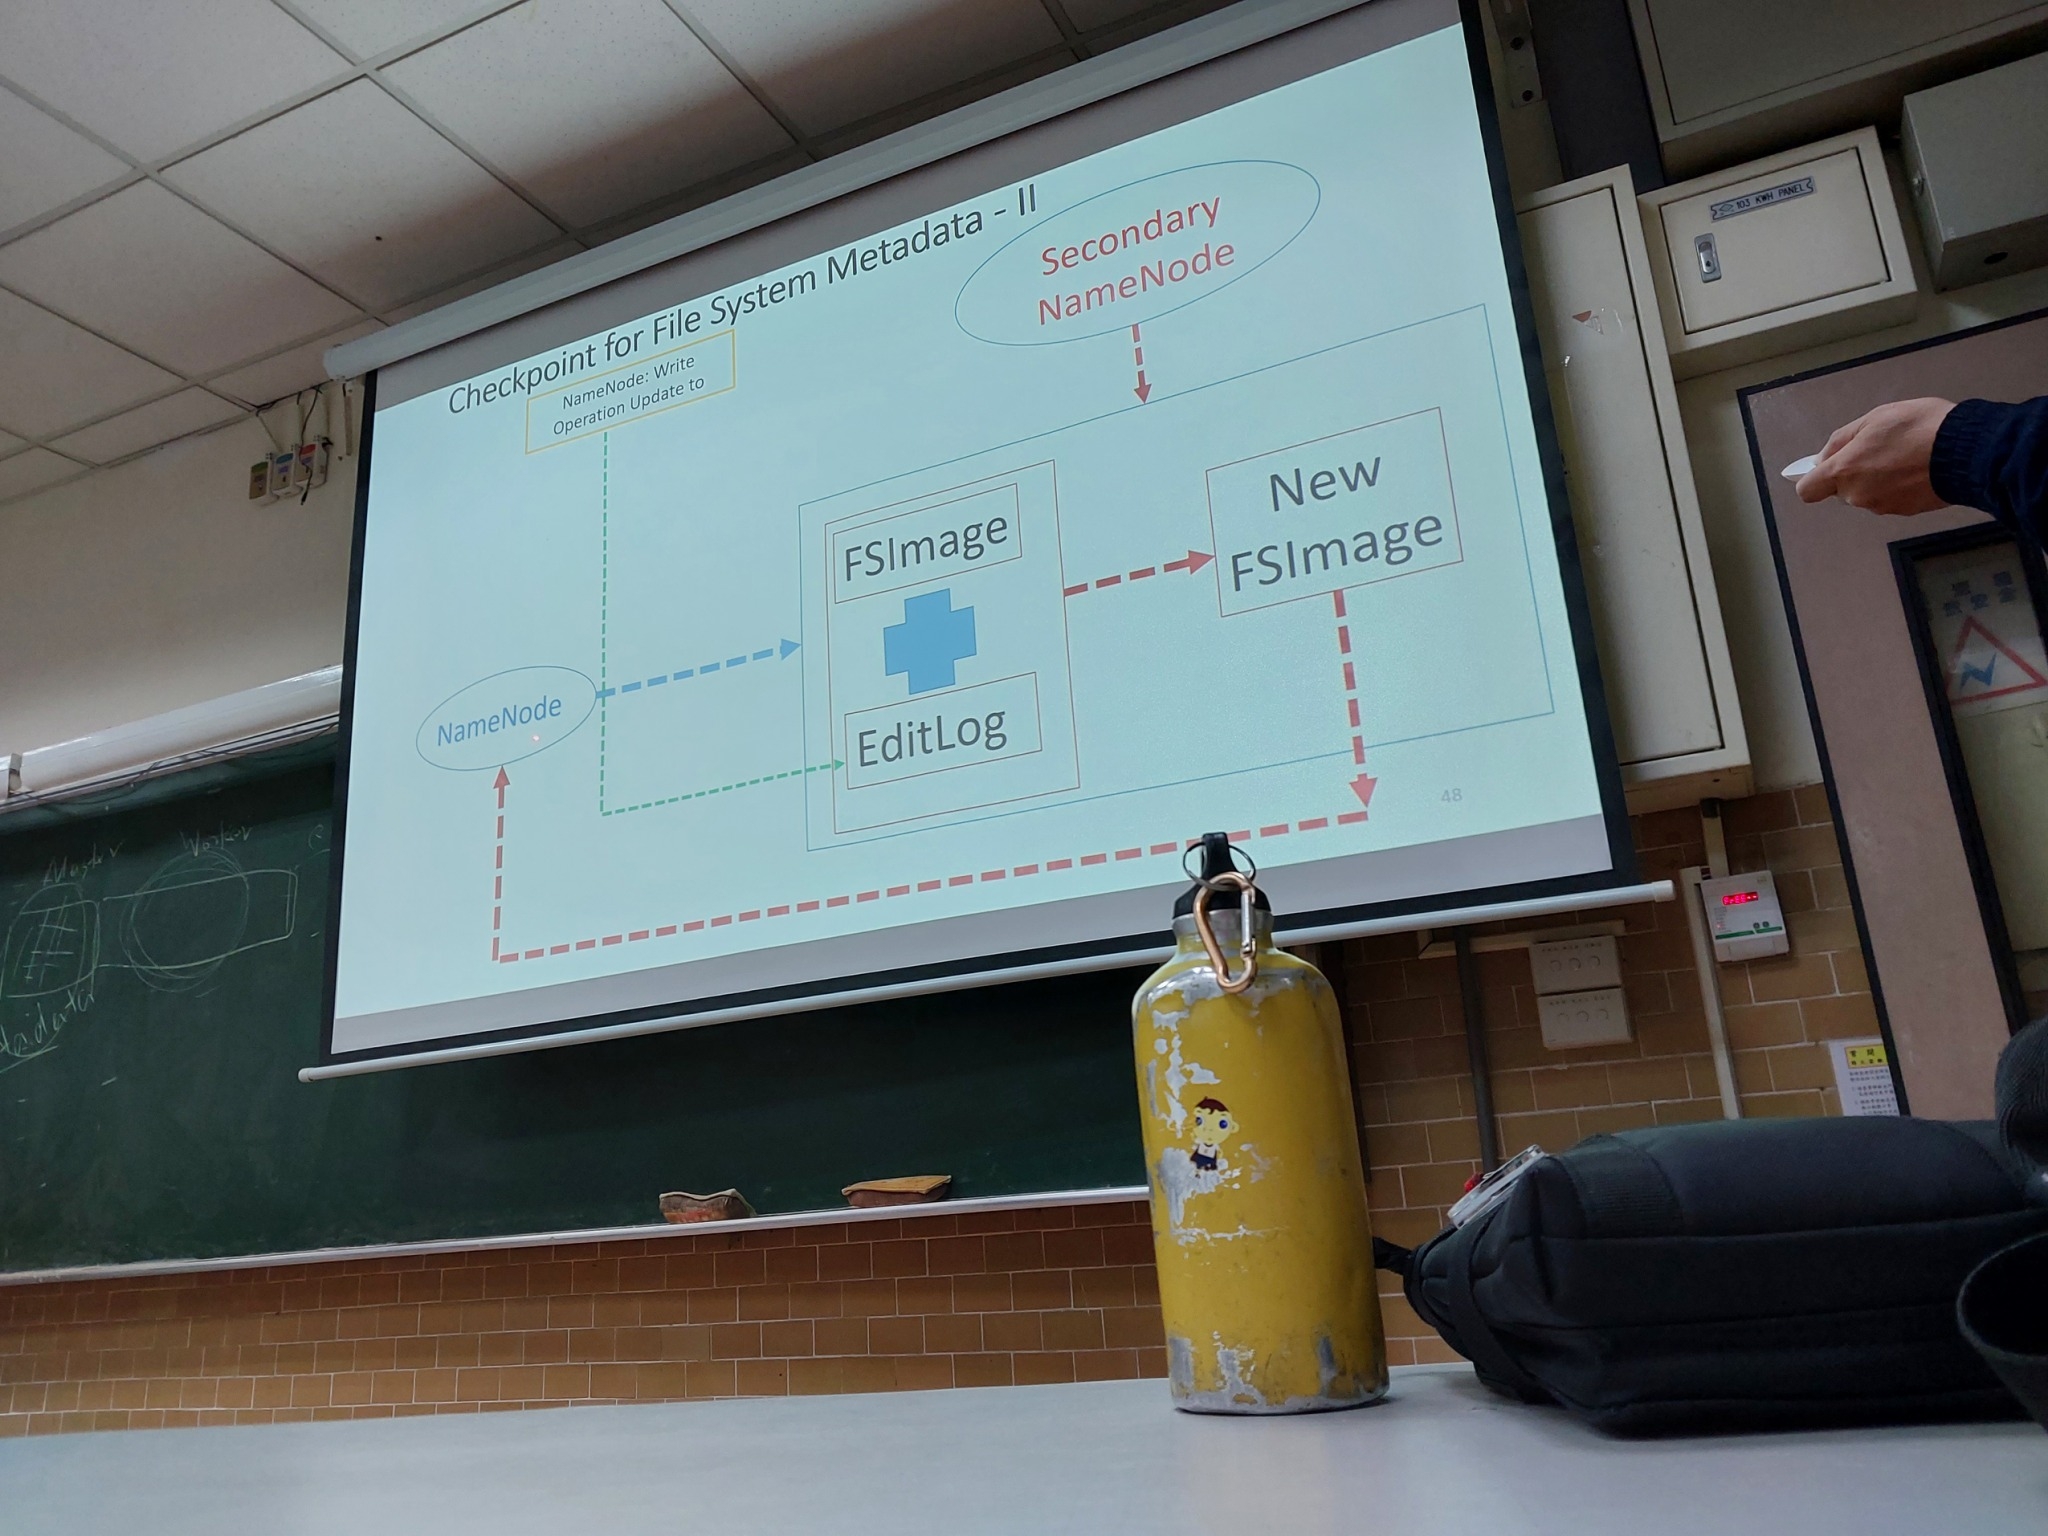 Checkpoint for File System Metadata - II
NameNode: Write
Operation Update to
Secondary
NameNode
FSImage
EditLog
New
FSImage
NameNode
48
103 KWH PANEL
Master
Worker